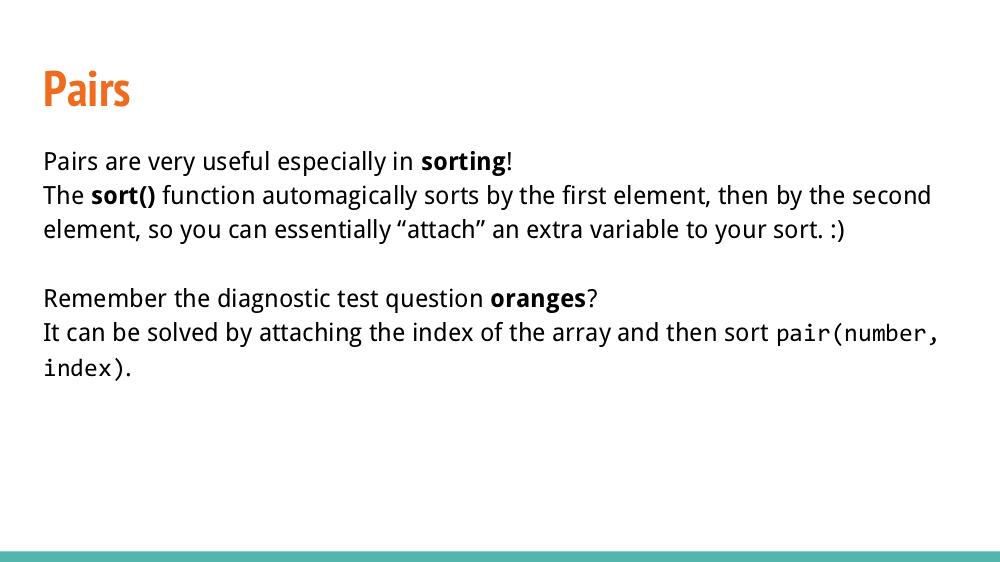 Pairs
Pairs are very useful especially in sorting!
The sort() function automagically sorts by the first element, then by the second
element, so you can essentially “attach” an extra variable to your sort. :)
Remember the diagnostic test question oranges?
It can be solved by attaching the index of the array and then sort pair(number,
index).